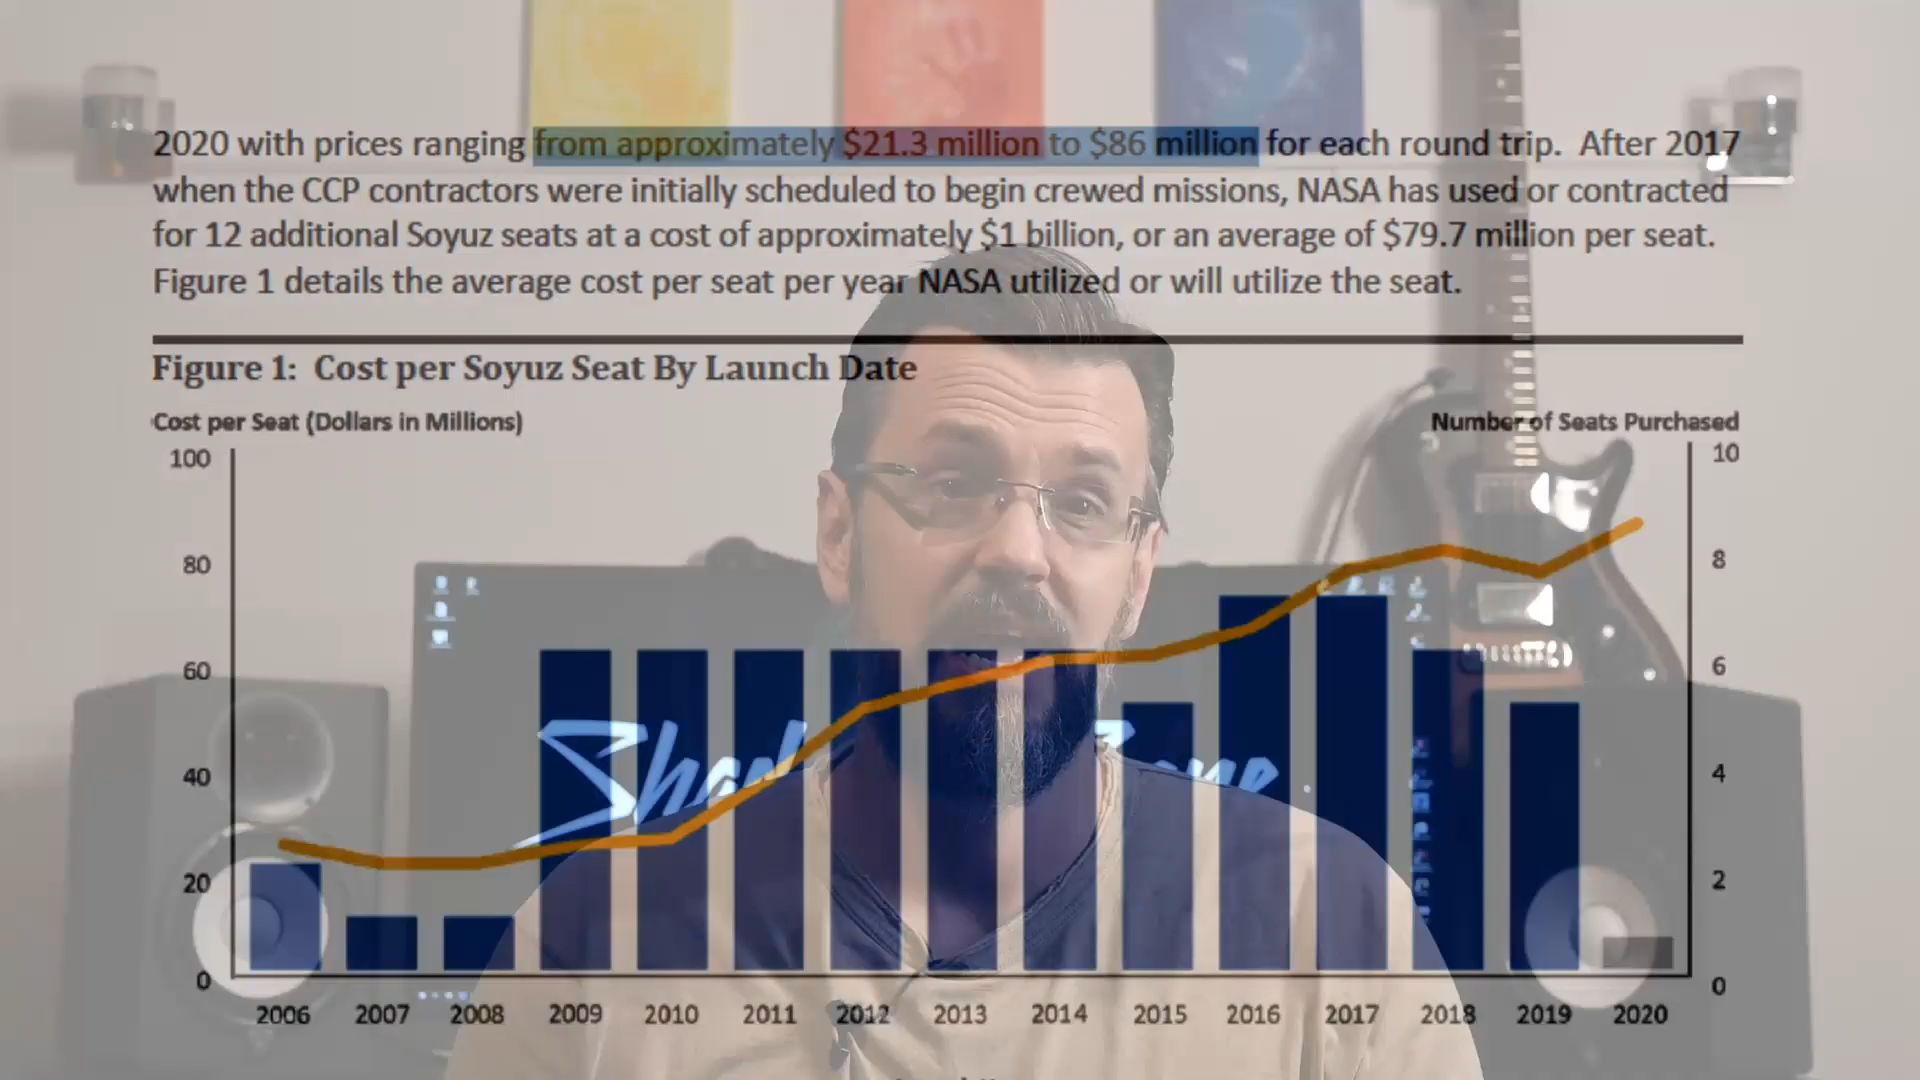 2020 with prices ranging from approximately $21.3 million to $86 million for each round trip. After 2017
when the CCP contractors were initially scheduled to begin crewed missions, NASA has used or contracted
for 12 additional Soyuz seats at a cost of approximately $1 billion, or an average of $79.7 million per seat.
Figure 1 details the average cost per seat per year NASA utilized or will utilize the seat.
Figure 1: Cost per Soyuz Seat By Launch Date
Cost per Seat (Dollars in Millions)
Number of Seats Purchased
100
80
60
40
20
0
10
8
6
4
2
0
2006 2007 2008 2009 2010 2011 2012 2013 2014 2015 2016 2017 2018 2019 2020